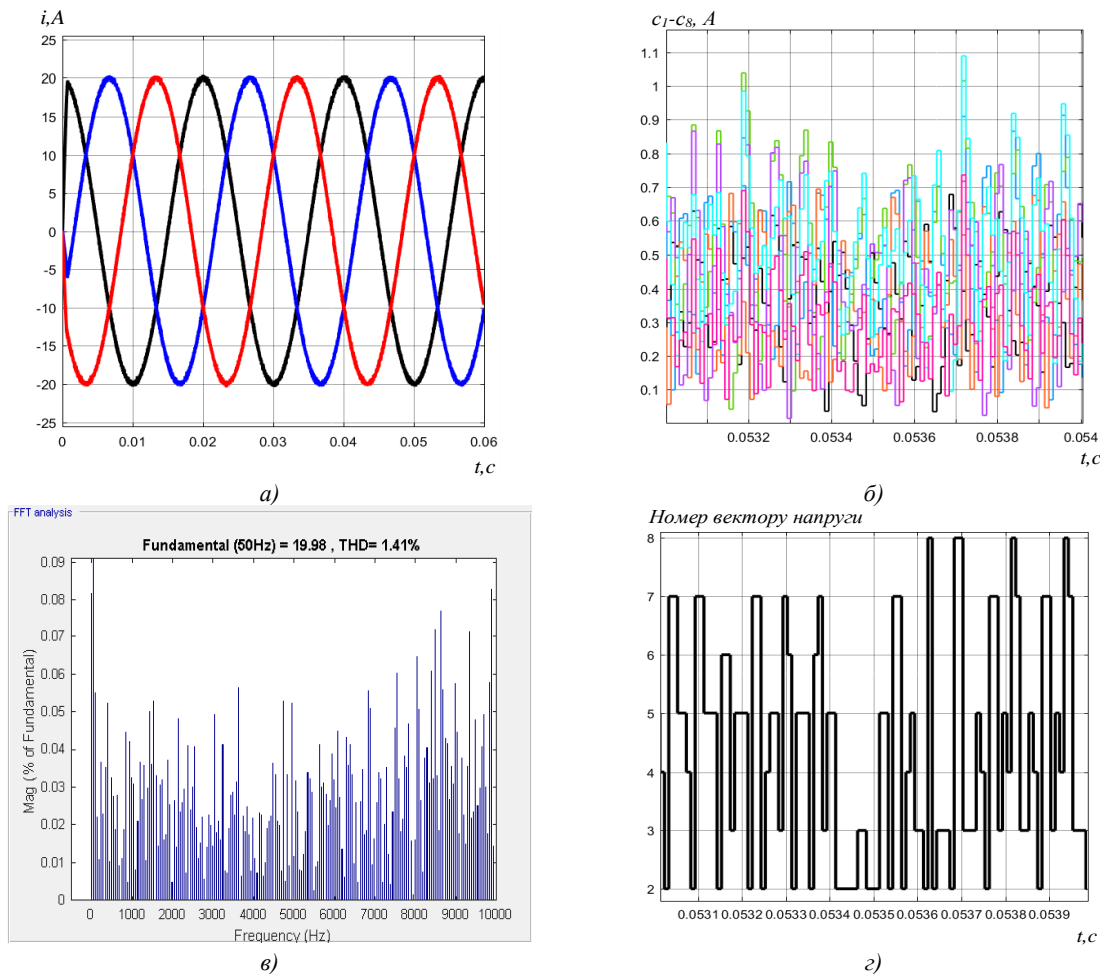 i,A
25
20
15
10
5
0
-5
-10
-15
-20
-25
0 0.01 0.02 0.03 0.04 0.05 0.06
t,c
а)
c1-c8, A
1.1
1
0.9
0.8
0.7
0.6
0.5
0.4
0.3
0.2
0.1
0.0532 0.0534 0.0536 0.0538 0.054
t,c
б)
FFT analysis
Fundamental (50Hz) = 19.98 , THD= 1.41%
Mag (% of Fundamental)
0.09
0.08
0.07
0.06
0.05
0.04
0.03
0.02
0.01
0
0 1000 2000 3000 4000 5000 6000 7000 8000 9000 10000
Frequency (Hz)
в)
Номер вектору напруги
8
7
6
5
4
3
2
0.0531 0.0532 0.0533 0.0534 0.0535 0.0536 0.0537 0.0538 0.0539
t,c
г)